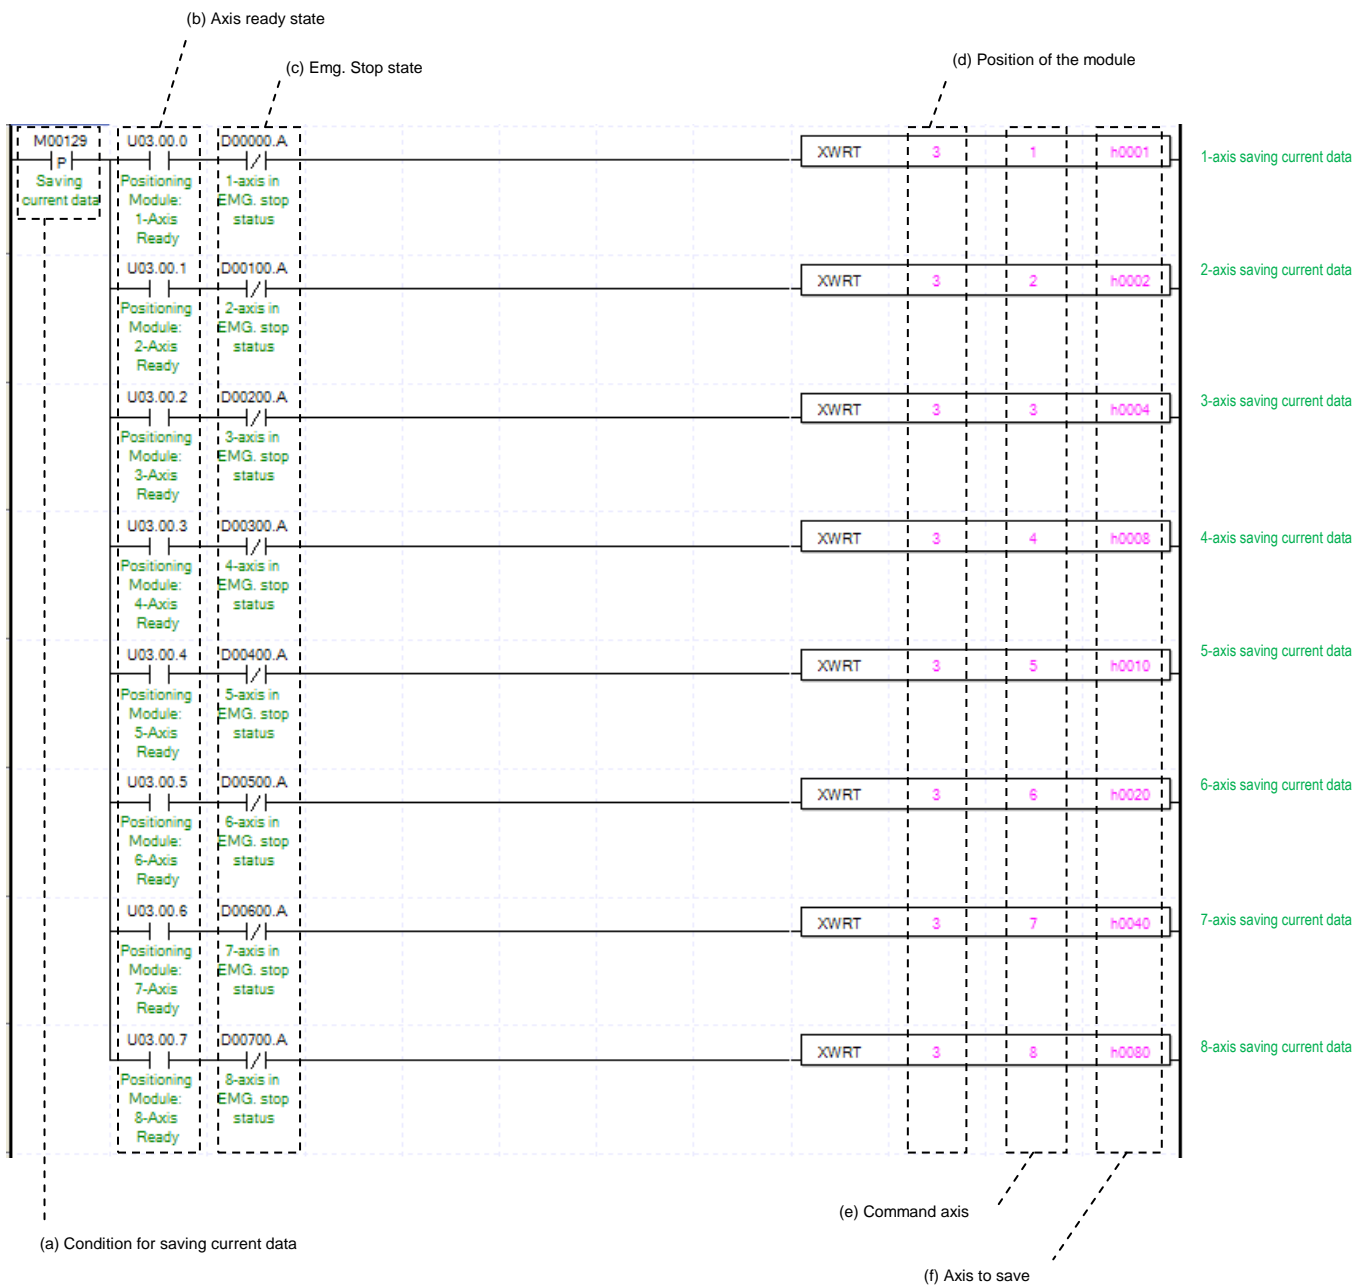 (b) Axis ready state
(c) Emg. Stop state
(d) Position of the module
M00129
P
Saving
current data
U03.00.0
D00000.A
XWRT 3 1 h0001
1-axis saving current data
Positioning
Module:
1-Axis
Ready
1-axis in
EMG. stop
status
U03.00.1
D00100.A
XWRT 3 2 h0002
2-axis saving current data
Positioning
Module:
2-Axis
Ready
2-axis in
EMG. stop
status
U03.00.2
D00200.A
XWRT 3 3 h0004
3-axis saving current data
Positioning
Module:
3-Axis
Ready
3-axis in
EMG. stop
status
U03.00.3
D00300.A
XWRT 3 4 h0008
4-axis saving current data
Positioning
Module:
4-Axis
Ready
4-axis in
EMG. stop
status
U03.00.4
D00400.A
XWRT 3 5 h0010
5-axis saving current data
Positioning
Module:
5-Axis
Ready
5-axis in
EMG. stop
status
U03.00.5
D00500.A
XWRT 3 6 h0020
6-axis saving current data
Positioning
Module:
6-Axis
Ready
6-axis in
EMG. stop
status
U03.00.6
D00600.A
XWRT 3 7 h0040
7-axis saving current data
Positioning
Module:
7-Axis
Ready
7-axis in
EMG. stop
status
U03.00.7
D00700.A
XWRT 3 8 h0080
8-axis saving current data
Positioning
Module:
8-Axis
Ready
8-axis in
EMG. stop
status
(e) Command axis
(a) Condition for saving current data
(f) Axis to save